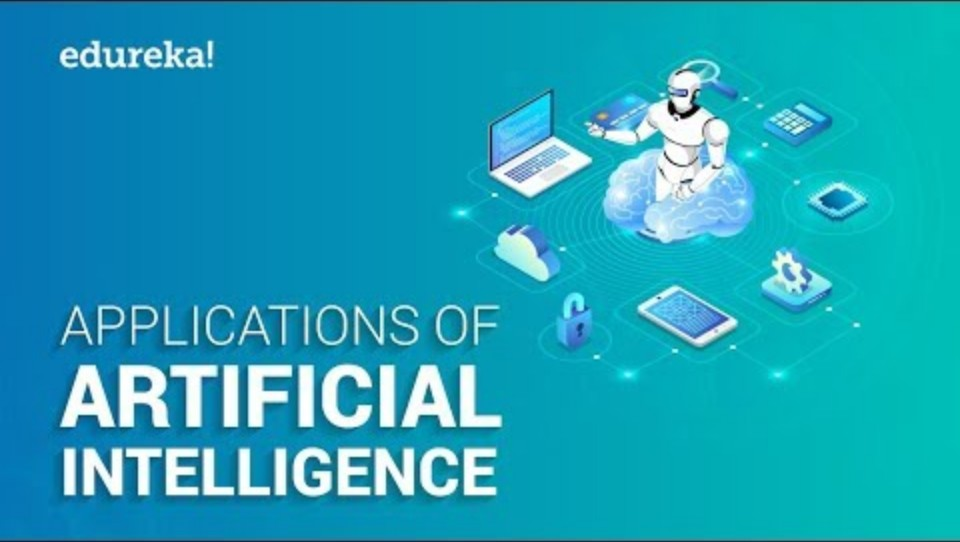 edureka!
APPLICATIONS OF
ARTIFICIAL
INTELLIGENCE